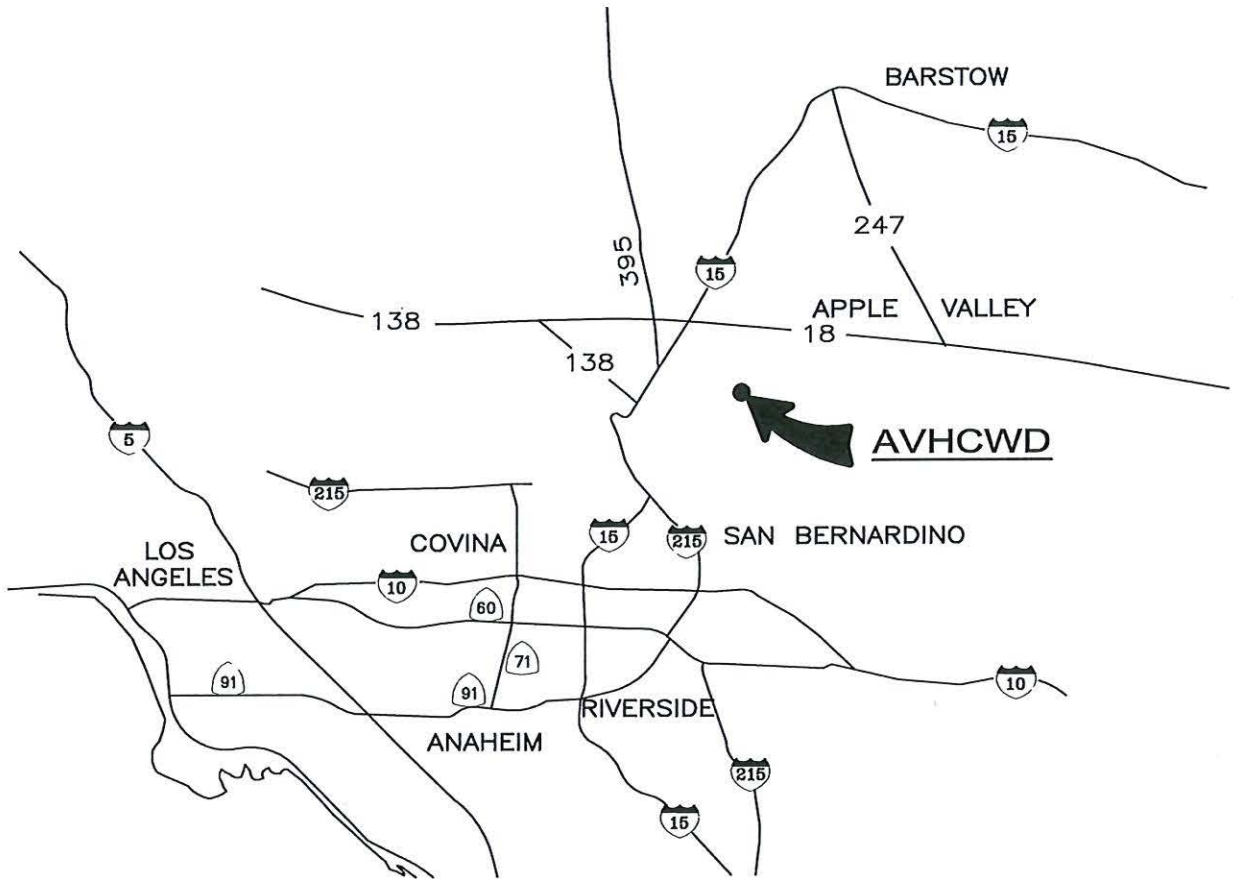 BARSTOW
15
247
395
15
APPLE VALLEY
138
18
138
5
AVHCWD
215
COVINA
15
215
SAN BERNARDINO
LOS
ANGELES
10
60
71
91
91
10
RIVERSIDE
ANAHEIM
215
15